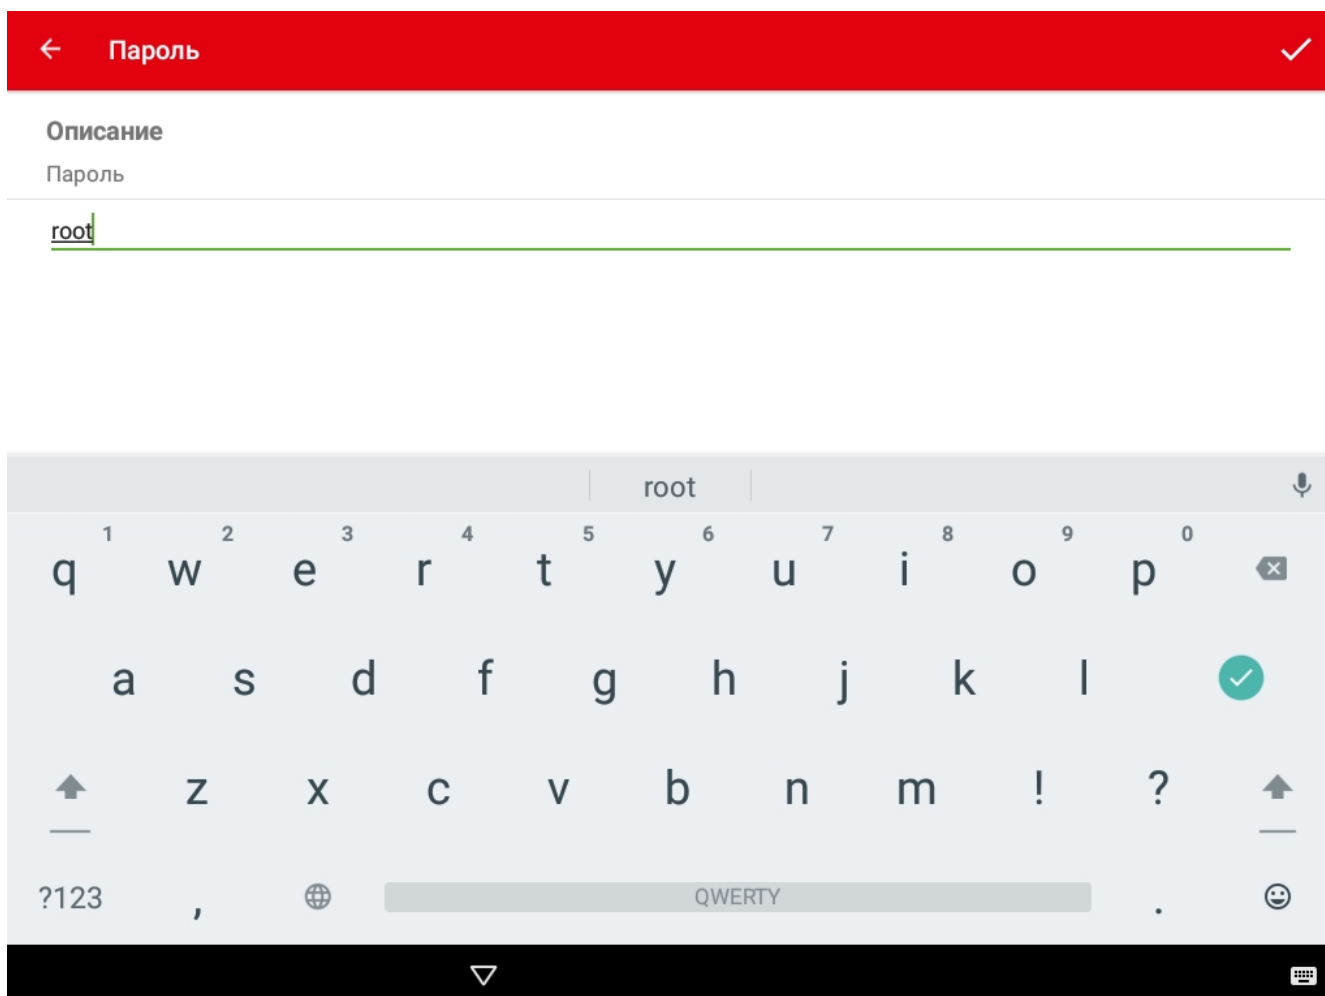 Пароль
Описание
Пароль
root
root
1 2 3 4 5 6 7 8 9 0
q w e r t y u i o p
a s d f g h j k l
z x c v b n m ! ?
?123 , QWERTY .